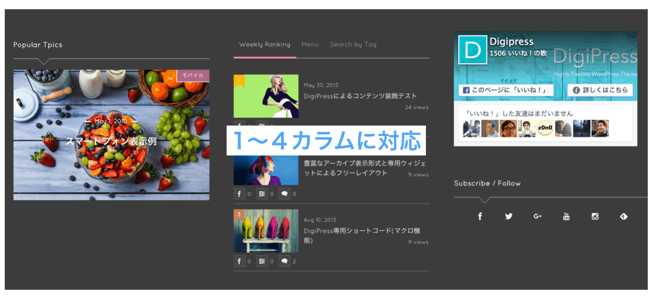 Popular Tpics
モバイル
May 1, 2010
スマートフォン表示例
Weekly Ranking
Menu
Search by Tag
May 30, 2013
DigiPressによるコンテンツ装飾テスト
24 views
1〜4カラムに対応
豊富なアーカイブ表示形式と専用ウィジェットによるフリーレイアウト
9 views
0
0
3
Aug 10, 2013
DigiPress専用ショートコード(マクロ機能)
9 views
0
2
Digipress
1506 いいね！の数
DigiPress
Highly Flexible WordPress Theme
このページに「いいね！」
詳しくはこちら
「いいね！」した友達はまだいません
Subscribe / Follow